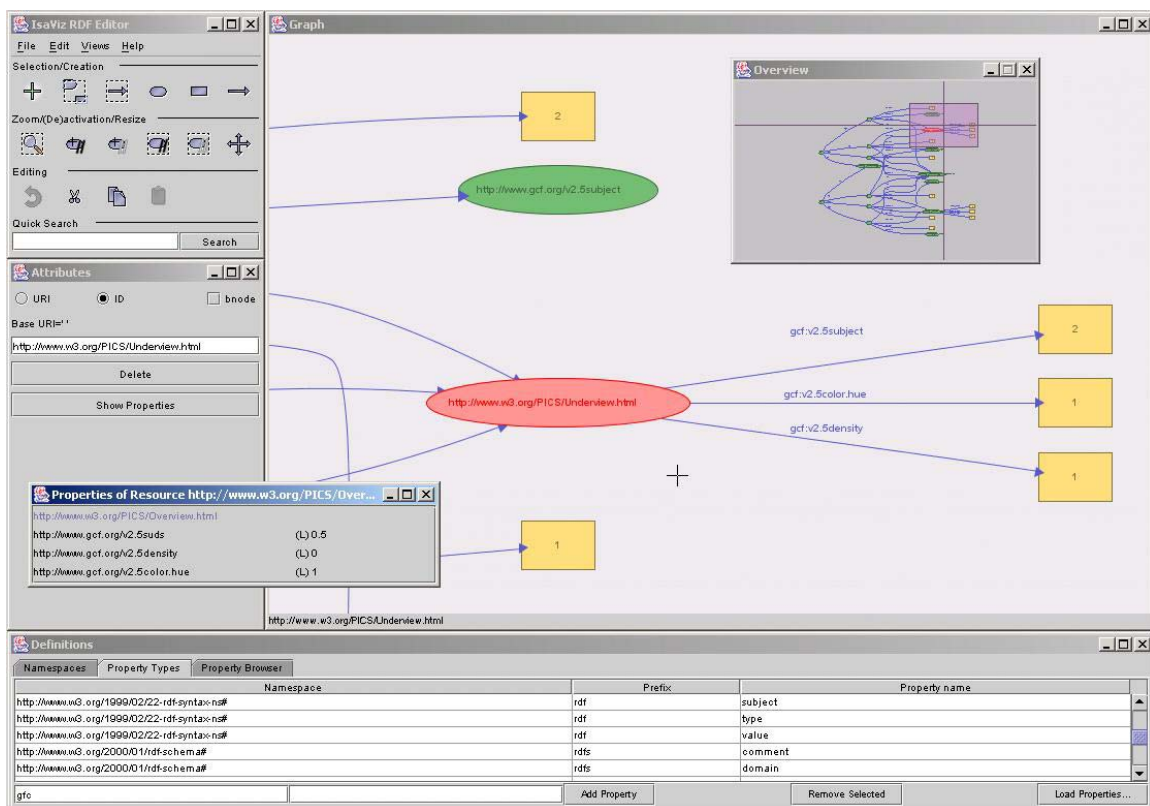 IsaViz RDF Editor
File Edit Views Help
Selection/Creation
Zoom/(De)activation/Resize
Editing
Quick Search
Search
Attributes
URI ID bnode
Base URI=''
http://www.w3.org/PICS/Underview.html
Delete
Show Properties
Graph
2
http://www.gcf.org/v2.5subject
Overview
http://www.w3.org/PICS/Underview.html
gcf:v2.5subject
2
gcf:v2.5color.hue
1
gcf:v2.5density
1
1
http://www.w3.org/PICS/Underview.html
Properties of Resource http://www.w3.org/PICS/Over...
http://www.w3.org/PICS/Overview.html
http://www.gcf.org/v2.5suds (L) 0.5
http://www.gcf.org/v2.5density (L) 0
http://www.gcf.org/v2.5color.hue (L) 1
Definitions
Namespaces Property Types Property Browser
Namespace Prefix Property name
http://www.w3.org/1999/02/22-rdf-syntax-ns# rdf subject
http://www.w3.org/1999/02/22-rdf-syntax-ns# rdf type
http://www.w3.org/1999/02/22-rdf-syntax-ns# rdf value
http://www.w3.org/2000/01/rdf-schema# rdfs comment
http://www.w3.org/2000/01/rdf-schema# rdfs domain
gfc Add Property Remove Selected Load Properties...